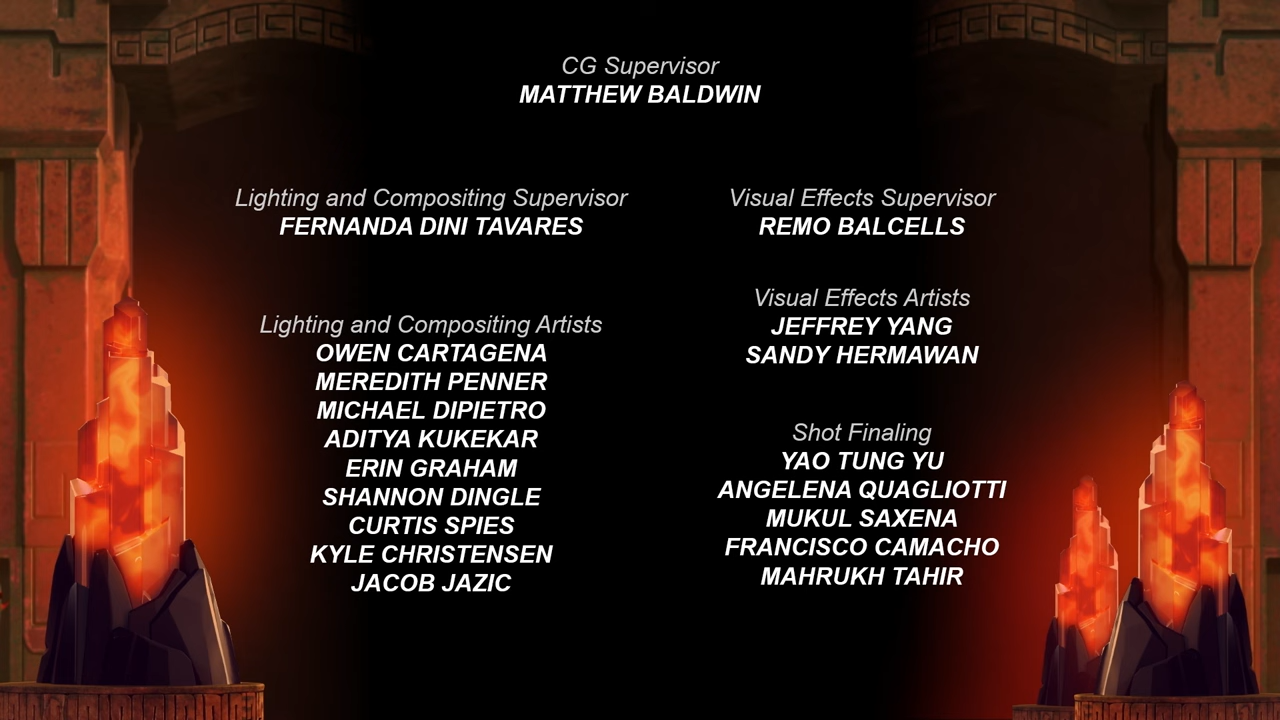 CG Supervisor
MATTHEW BALDWIN
Lighting and Compositing Supervisor
FERNANDA DINI TAVARES
Lighting and Compositing Artists
OWEN CARTAGENA
MEREDITH PENNER
MICHAEL DIPIETRO
ADITYA KUKEKAR
ERIN GRAHAM
SHANNON DINGLE
CURTIS SPIES
KYLE CHRISTENSEN
JACOB JAZIC
Visual Effects Supervisor
REMO BALCELLS
Visual Effects Artists
JEFFREY YANG
SANDY HERMAWAN
Shot Finaling
YAO TUNG YU
ANGELENA QUAGLIOTTI
MUKUL SAXENA
FRANCISCO CAMACHO
MAHRUKH TAHIR